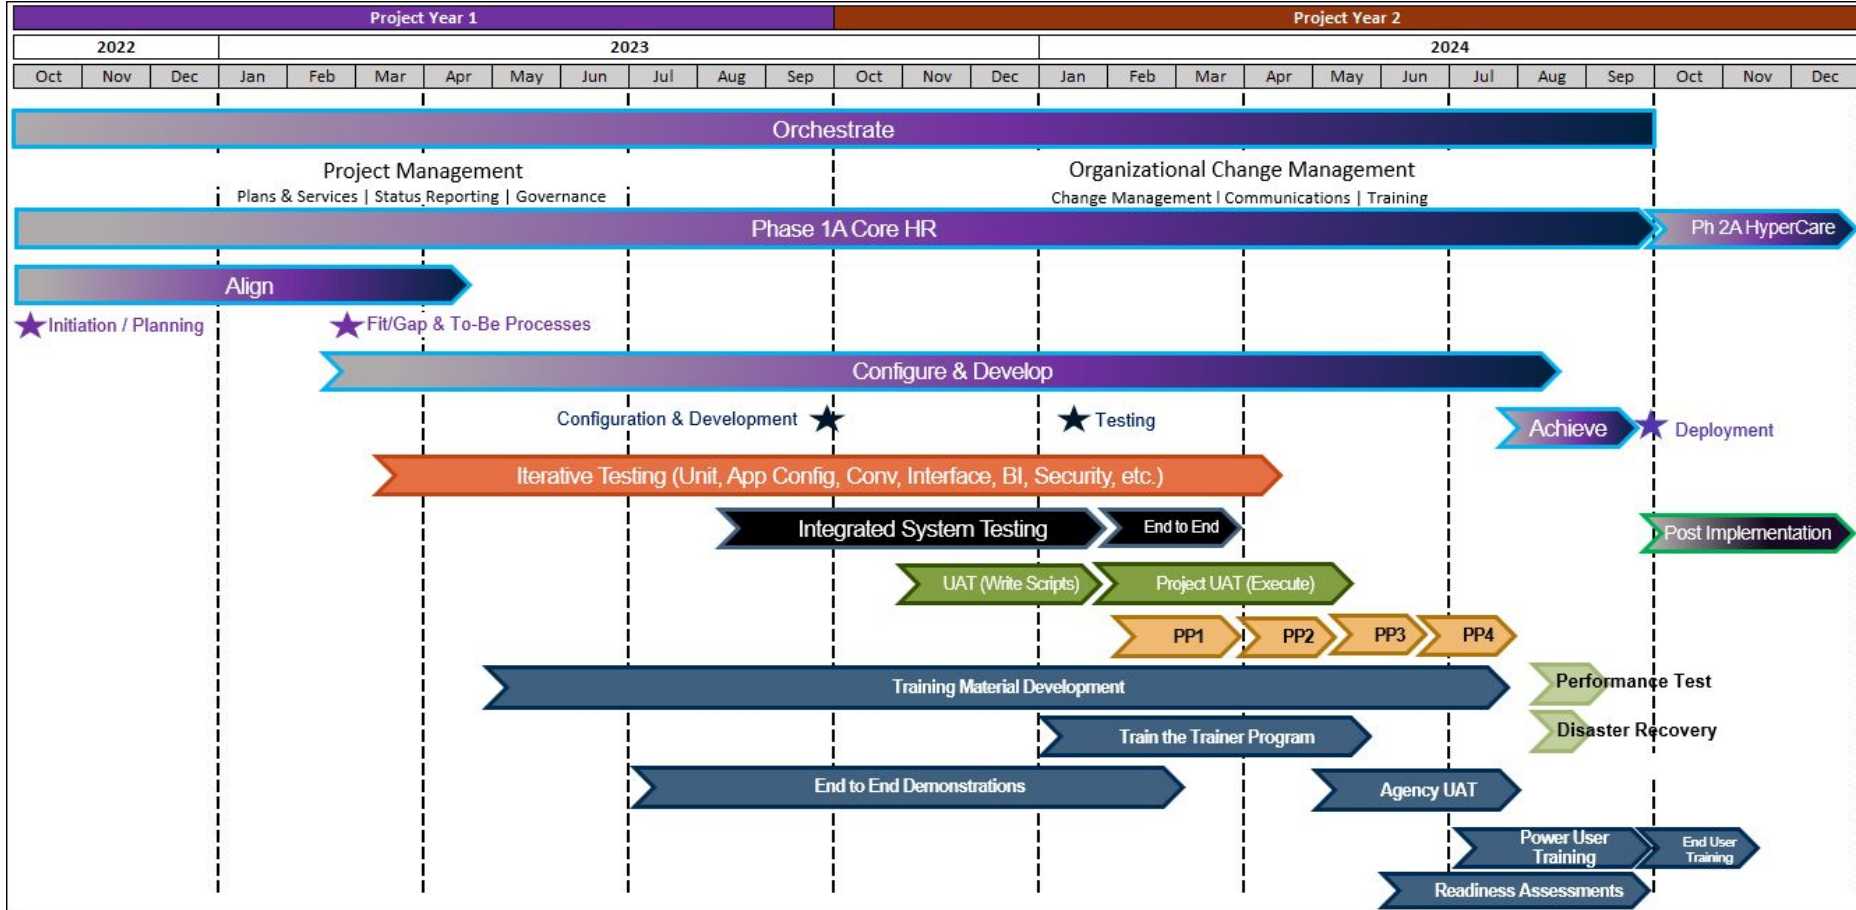 Project Year 1 Project Year 2
2022 2023 2024
Oct Nov Dec Jan Feb Mar Apr May Jun Jul Aug Sep Oct Nov Dec Jan Feb Mar Apr May Jun Jul Aug Sep Oct Nov Dec
Orchestrate
Project Management Organizational Change Management
Plans & Services | Status Reporting | Governance Change Management l Communications | Training
Phase 1A Core HR Ph 2A HyperCare
Align
Initiation / Planning Fit/Gap & To-Be Processes
Configure & Develop
Configuration & Development Testing Achieve Deployment
Iterative Testing (Unit, App Config, Conv, Interface, BI, Security, etc.)
Integrated System Testing End to End Post Implementation
UAT (Write Scripts) Project UAT (Execute)
PP1 PP2 PP3 PP4
Training Material Development Performance Test
Train the Trainer Program Disaster Recovery
End to End Demonstrations Agency UAT
Power User
Training
End User
Training
Readiness Assessments